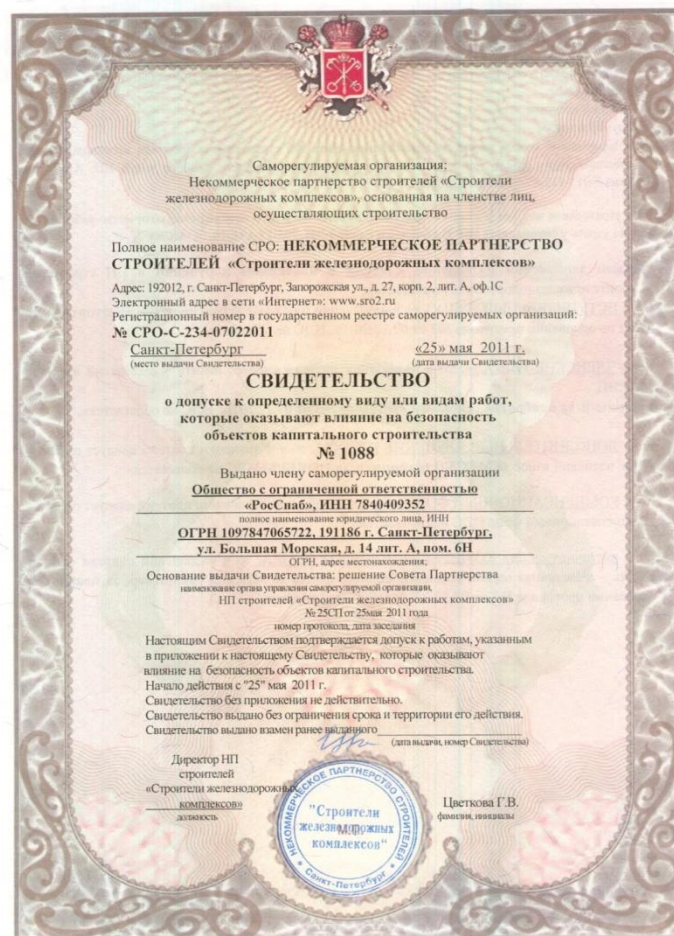 Саморегулируемая организация:
Некоммерческое партнерство строителей «Строители
железнодорожных комплексов», основанная на членстве лиц,
осуществляющих строительство
Полное наименование СРО: НЕКОММЕРЧЕСКОЕ ПАРТНЕРСТВО
СТРОИТЕЛЕЙ «Строители железнодорожных комплексов»
Адрес: 192012, г. Санкт-Петербург, Запорожская ул., д. 27, корп. 2, лит. А, оф.1С
Электронный адрес в сети «Интернет»: www.sro2.ru
Регистрационный номер в государственном реестре саморегулируемых организаций:
№ СРО-С-234-07022011
Санкт-Петербург «25» мая 2011 г.
(место выдачи Свидетельства) (дата выдачи Свидетельства)
СВИДЕТЕЛЬСТВО
о допуске к определенному виду или видам работ,
которые оказывают влияние на безопасность
объектов капитального строительства
№ 1088
Выдано члену саморегулируемой организации
Общество с ограниченной ответственностью
«РосСнаб», ИНН 7840409352
полное наименование юридического лица, ИНН
ОГРН 1097847065722, 191186 г. Санкт-Петербург,
ул. Большая Морская, д. 14 лит. А, пом. 6Н
ОГРН, адрес местонахождения;
Основание выдачи Свидетельства: решение Совета Партнерства
наименование органа управления саморегулируемой организации,
НП строителей «Строители железнодорожных комплексов»
№ 25СП от 25мая 2011 года
номер протокола, дата заседания
Настоящим Свидетельством подтверждается допуск к работам, указанным
в приложении к настоящему Свидетельству, которые оказывают
влияние на безопасность объектов капитального строительства.
Начало действия с "25" мая 2011 г.
Свидетельство без приложения не действительно.
Свидетельство выдано без ограничения срока и территории его действия.
Свидетельство выдано взамен ранее выданного
(дата выдачи, номер Свидетельства)
Директор НП
строителей
«Строители железнодорожных
комплексов»
должность
Цветкова Г.В.
фамилия, инициалы
НЕКОММЕРЧЕСКОЕ ПАРТНЕРСТВО СТРОИТЕЛЕЙ
"Строители
железнодорожных
комплексов"
М.П.
Санкт-Петербург